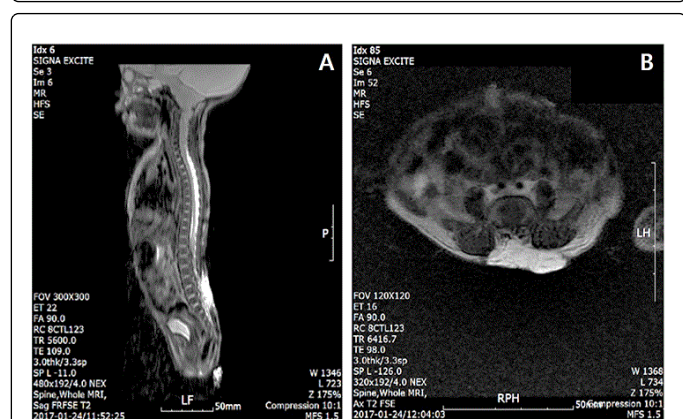 Idx 6
SIGNA EXCITE
Se 3
Im 6
MR
HFS
SE
A
P
FOV 300X300
ET 22
FA 90.0
RC 8CTL123
TR 5600.0
TE 109.0
3.0thk/3.3sp
SP L -11.0
480x192/4.0 NEX
Spine,Whole MRI,
Sag FRFSE T2
2017-01-24/11:52:25
LF
50mm
W 1346
L 723
Z 175%
Compression 10:1
MFS 1.5
Idx 85
SIGNA EXCITE
Se 6
Im 52
MR
HFS
SE
B
LH
FOV 120X120
ET 16
FA 90.0
RC 8CTL123
TR 6416.7
TE 98.0
3.0thk/3.3sp
SP L -126.0
320x192/4.0 NEX
Spine,Whole MRI,
Ax T2 FSE
2017-01-24/12:04:03
RPH
50mm
W 1368
L 734
Z 175%
Compression 10:1
MFS 1.5